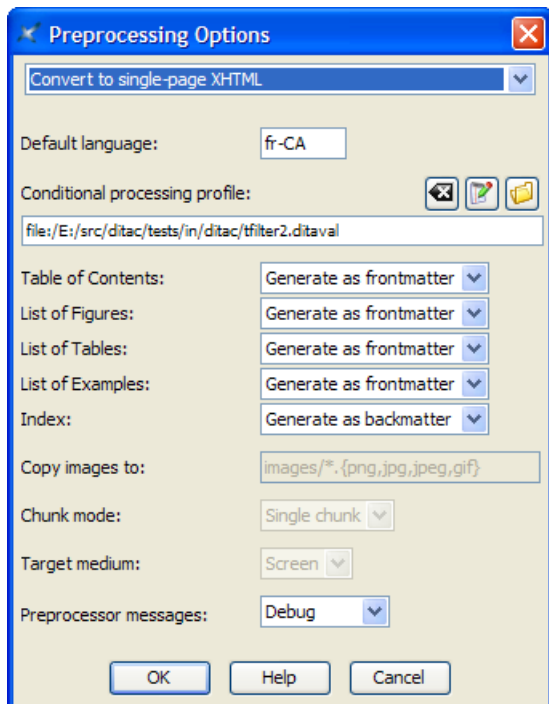 Preprocessing Options
Convert to single-page XHTML
Default language: fr-CA
Conditional processing profile:
file:/E:/src/ditac/tests/in/ditac/tfilter2.ditaval
Table of Contents: Generate as frontmatter
List of Figures: Generate as frontmatter
List of Tables: Generate as frontmatter
List of Examples: Generate as frontmatter
Index: Generate as backmatter
Copy images to: images/*.{png,jpg,jpeg,gif}
Chunk mode: Single chunk
Target medium: Screen
Preprocessor messages: Debug
OK Help Cancel